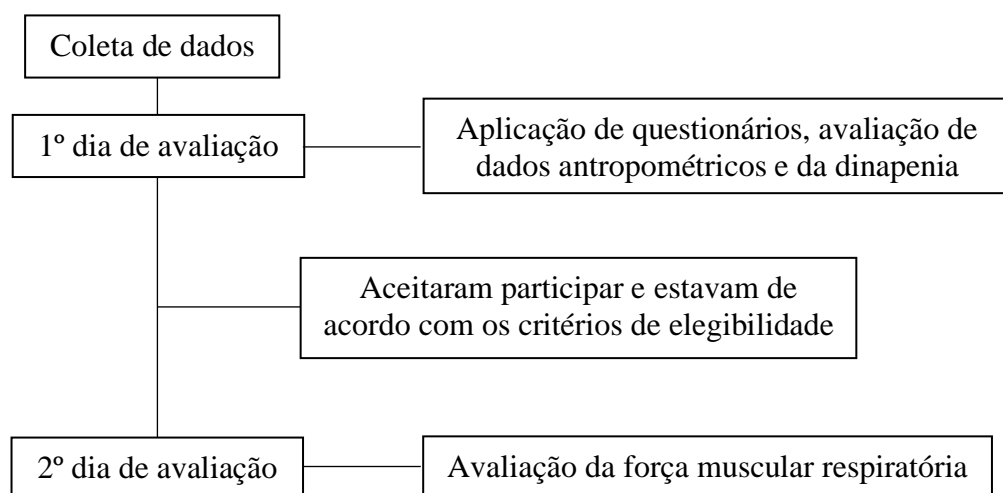 Coleta de dados
1º dia de avaliação
Aplicação de questionários, avaliação de
dados antropométricos e da dinapenia
Aceitaram participar e estavam de
acordo com os critérios de elegibilidade
2º dia de avaliação
Avaliação da força muscular respiratória